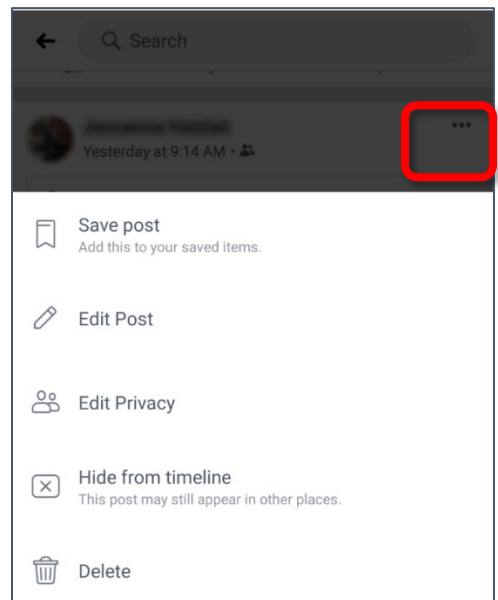 Search
Yesterday at 9:14 AM ·
Save post
Add this to your saved items.
Edit Post
Edit Privacy
Hide from timeline
This post may still appear in other places.
Delete